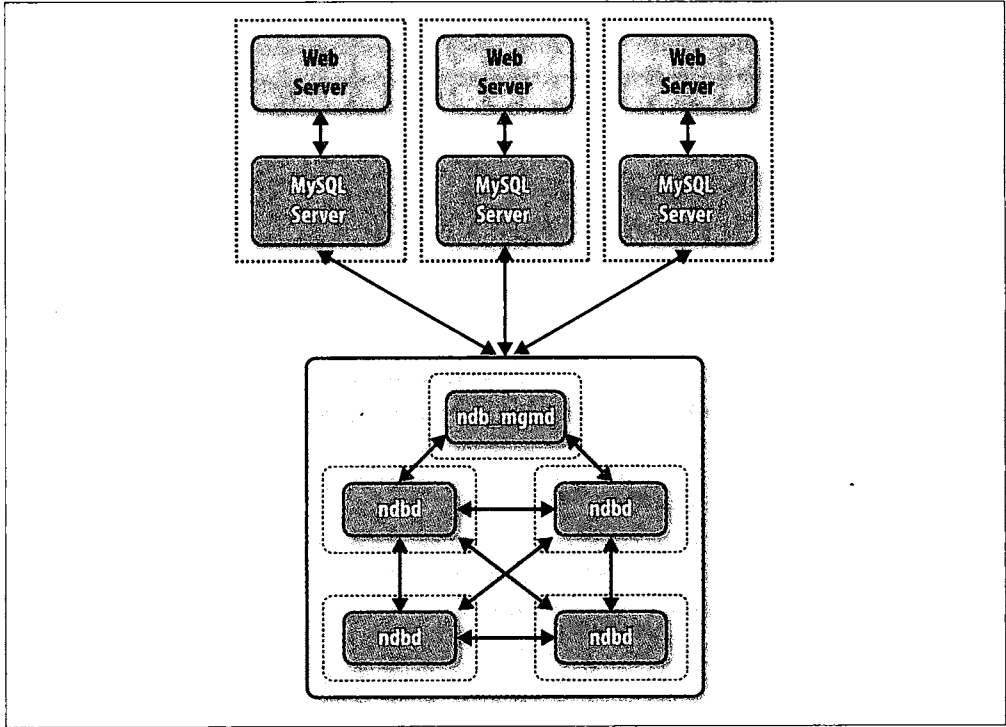 Web
Server
Web
Server
Web
Server
MySQL
Server
MySQL
Server
MySQL
Server
ndb_mgmd
ndbd
ndbd
ndbd
ndbd